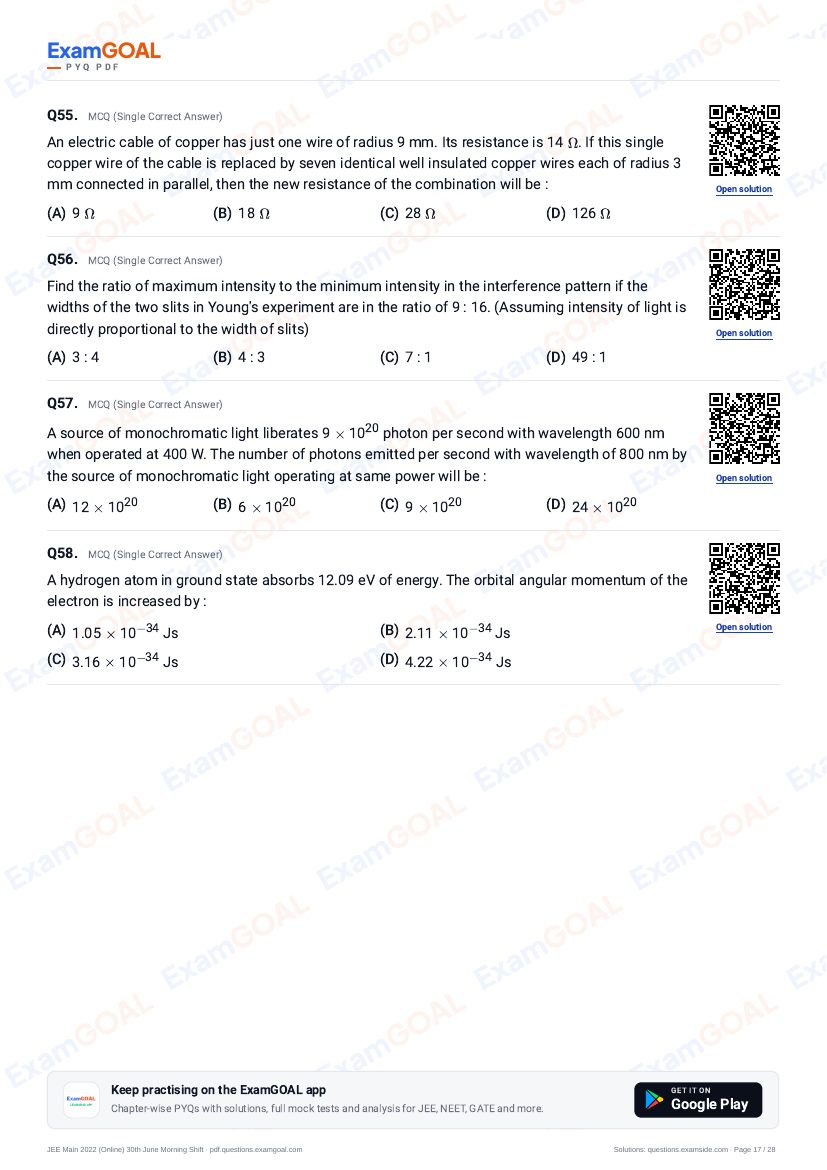 ExamGOAL
PYQ PDF
Q55. MCQ (Single Correct Answer)
An electric cable of copper has just one wire of radius 9 mm. Its resistance is 14 Ω. If this single
copper wire of the cable is replaced by seven identical well insulated copper wires each of radius 3
mm connected in parallel, then the new resistance of the combination will be :
(A) 9 Ω (B) 18 Ω (C) 28 Ω (D) 126 Ω
Open solution
Q56. MCQ (Single Correct Answer)
Find the ratio of maximum intensity to the minimum intensity in the interference pattern if the
widths of the two slits in Young's experiment are in the ratio of 9 : 16. (Assuming intensity of light is
directly proportional to the width of slits)
(A) 3 : 4 (B) 4 : 3 (C) 7 : 1 (D) 49 : 1
Open solution
Q57. MCQ (Single Correct Answer)
A source of monochromatic light liberates 9 × 10^20 photon per second with wavelength 600 nm
when operated at 400 W. The number of photons emitted per second with wavelength of 800 nm by
the source of monochromatic light operating at same power will be :
(A) 12 × 10^20 (B) 6 × 10^20 (C) 9 × 10^20 (D) 24 × 10^20
Open solution
Q58. MCQ (Single Correct Answer)
A hydrogen atom in ground state absorbs 12.09 eV of energy. The orbital angular momentum of the
electron is increased by :
(A) 1.05 × 10^−34 Js (B) 2.11 × 10^−34 Js
(C) 3.16 × 10^−34 Js (D) 4.22 × 10^−34 Js
Open solution
ExamGOAL
Keep practising on the ExamGOAL app
Chapter-wise PYQs with solutions, full mock tests and analysis for JEE, NEET, GATE and more.
GET IT ON
Google Play
JEE Main 2022 (Online) 30th June Morning Shift · pdf.questions.examgoal.com
Solutions: questions.examside.com · Page 17 / 28